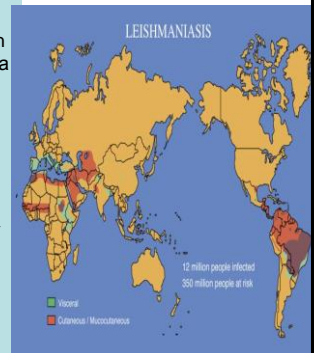 n
a
LEISHMANIASIS
12 million people infected
350 million people at risk
Visceral
Cutaneous / Mucocutaneous